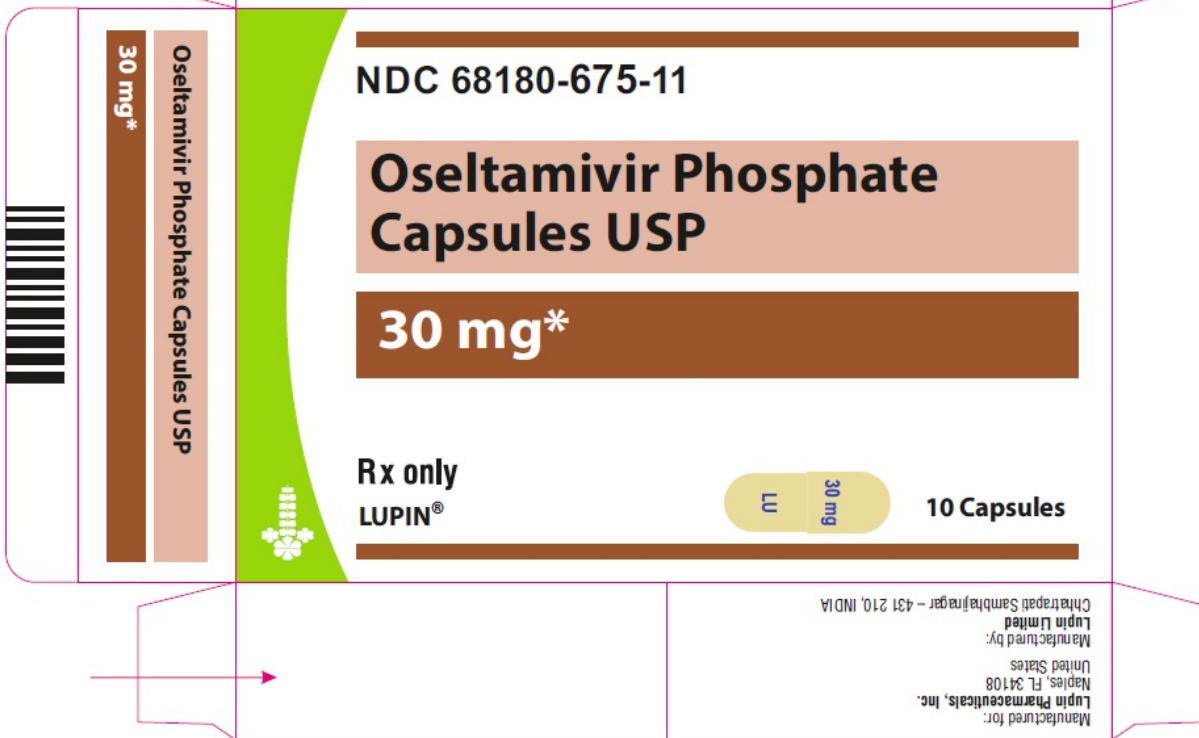 30 mg*
Oseltamivir Phosphate Capsules USP
NDC 68180-675-11
Oseltamivir Phosphate
Capsules USP
30 mg*
Rx only
LUPIN®
LU
30 mg
10 Capsules
Manufactured for:
Lupin Pharmaceuticals, Inc.
Naples, FL 34108
United States
Manufactured by:
Lupin Limited
Chhatrapati Sambhajinagar – 431 210, INDIA